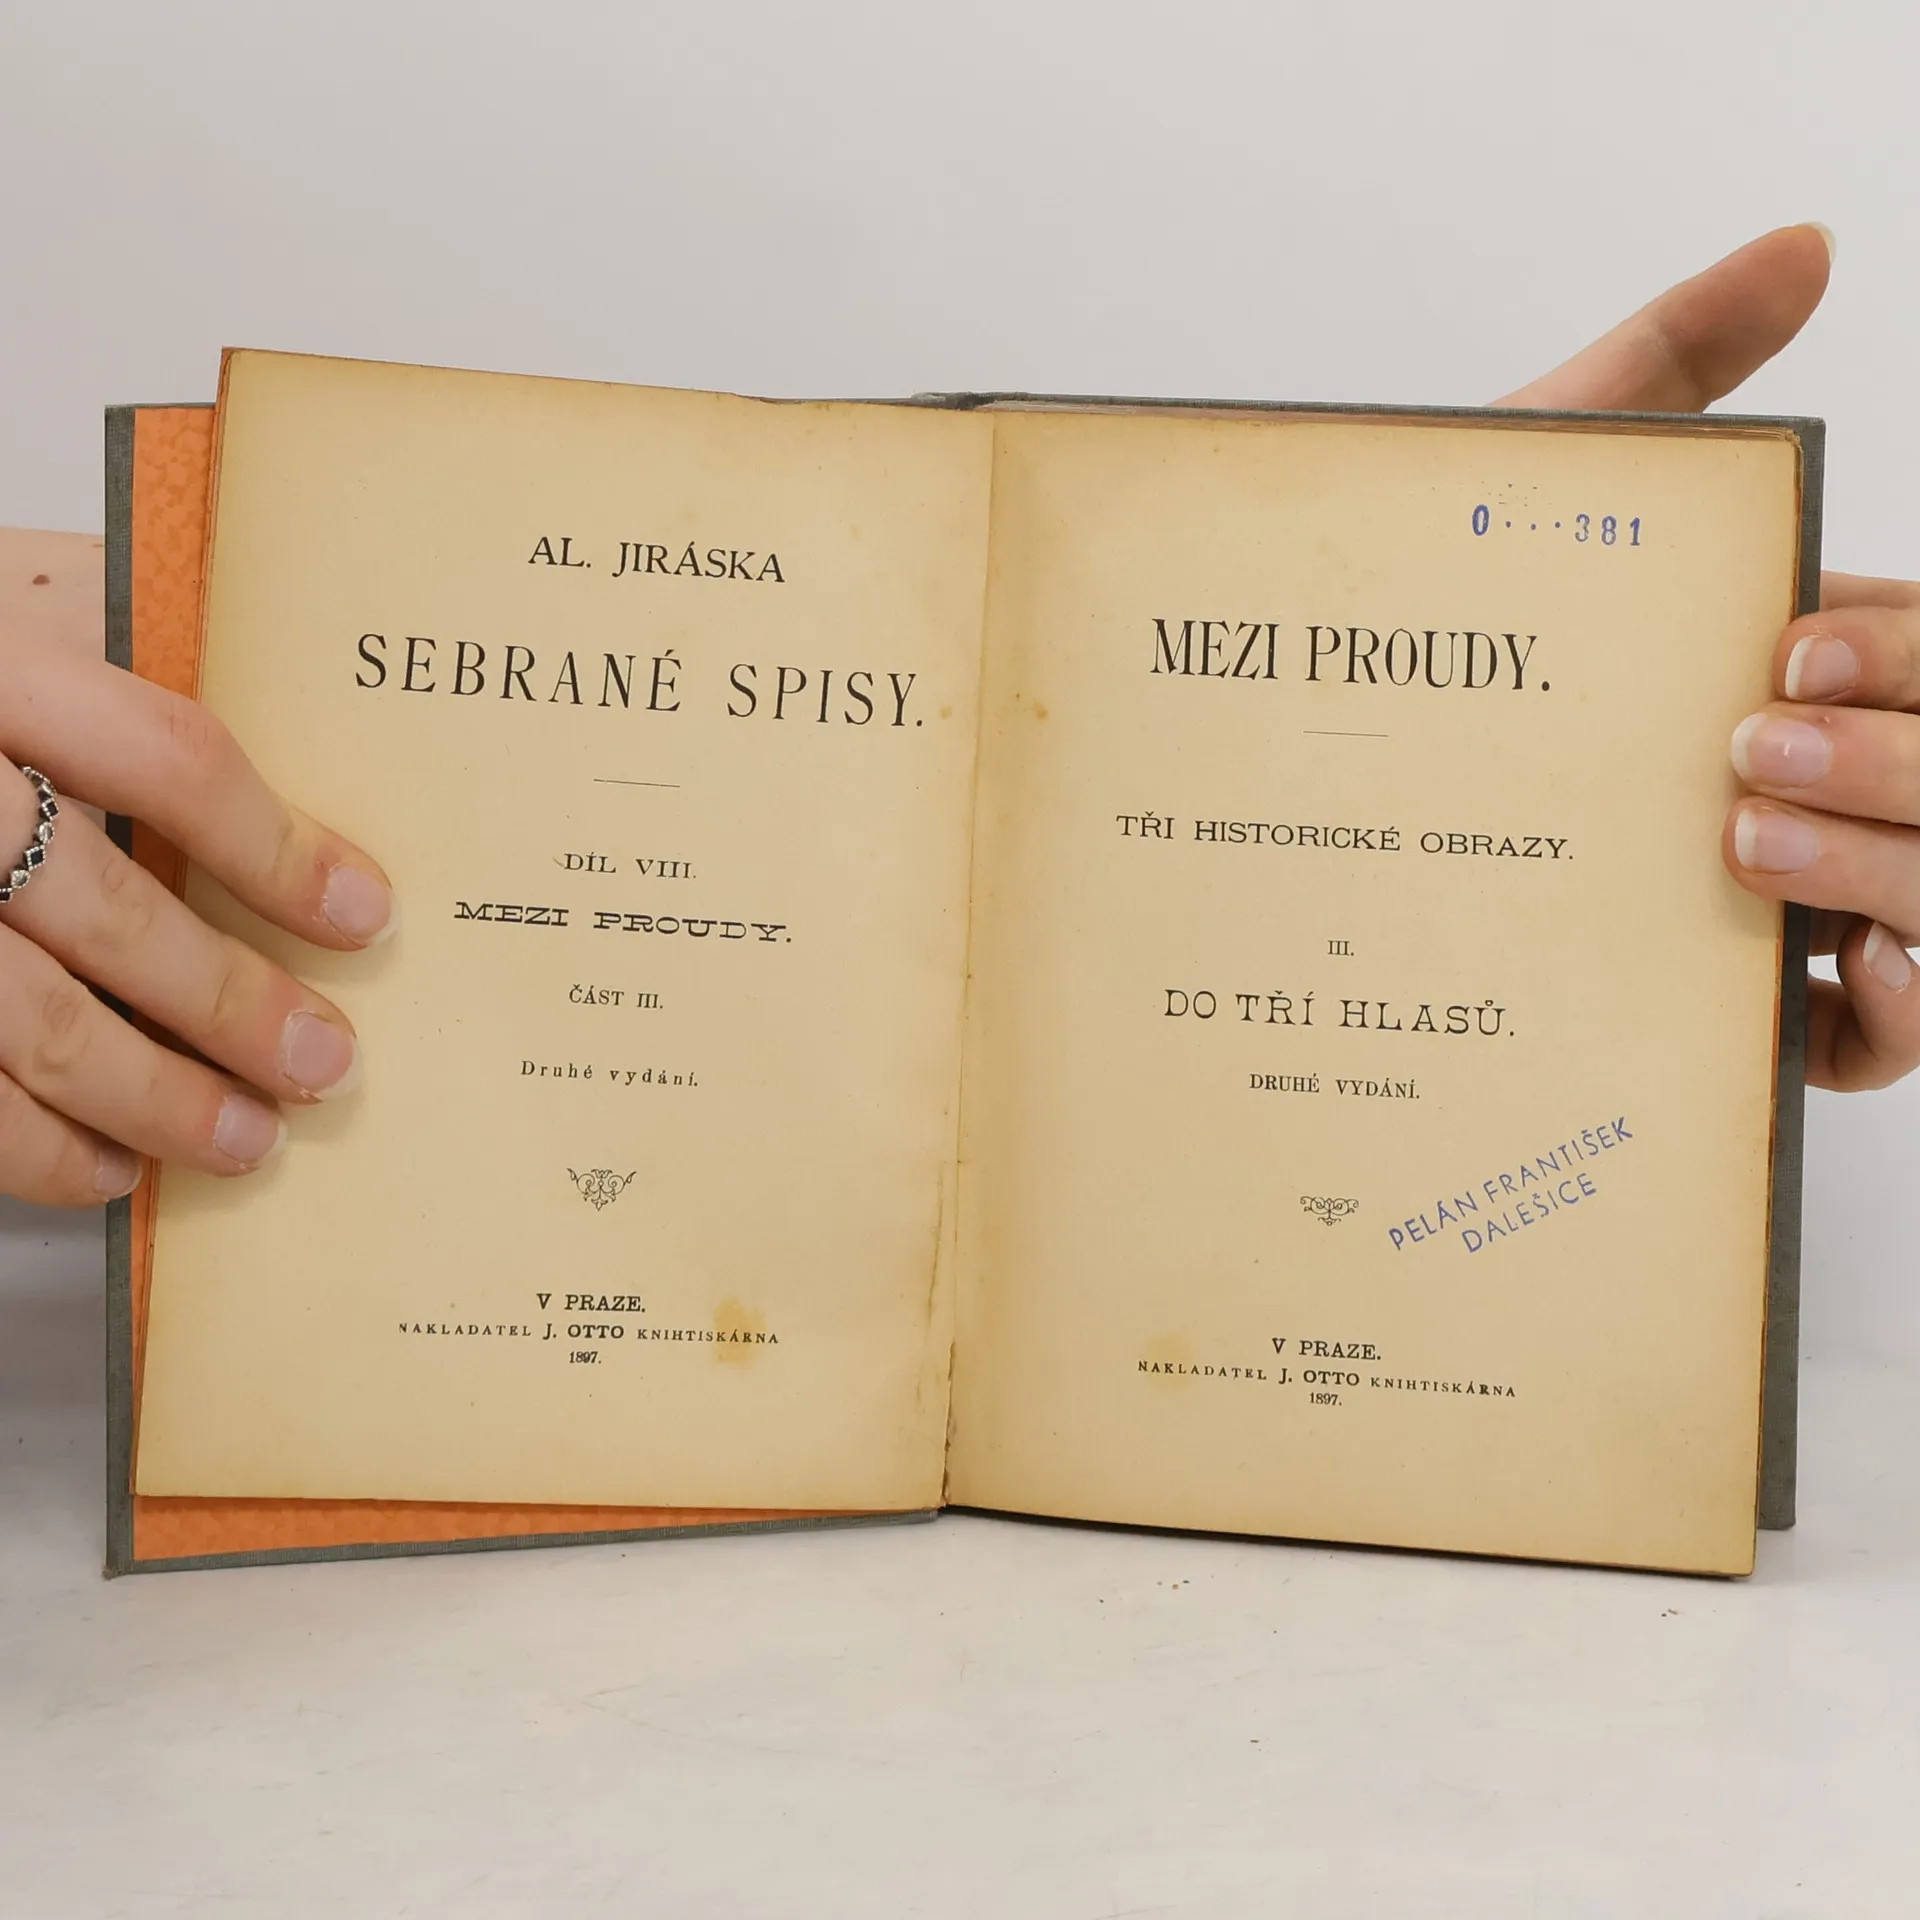 AL. JIRÁSKA
SEBRANÉ SPISY.
DÍL VIII.
MEZI PROUDY.
ČÁST III.
Druhé vydání.
V PRAZE.
NAKLADATEL J. OTTO KNIHTISKÁRNA
1897.
0···381
MEZI PROUDY.
TŘI HISTORICKÉ OBRAZY.
III.
DO TŘÍ HLASŮ.
DRUHÉ VYDÁNÍ.
PELÁN FRANTIŠEK
DALEŠICE
V PRAZE.
NAKLADATEL J. OTTO KNIHTISKÁRNA
1897.